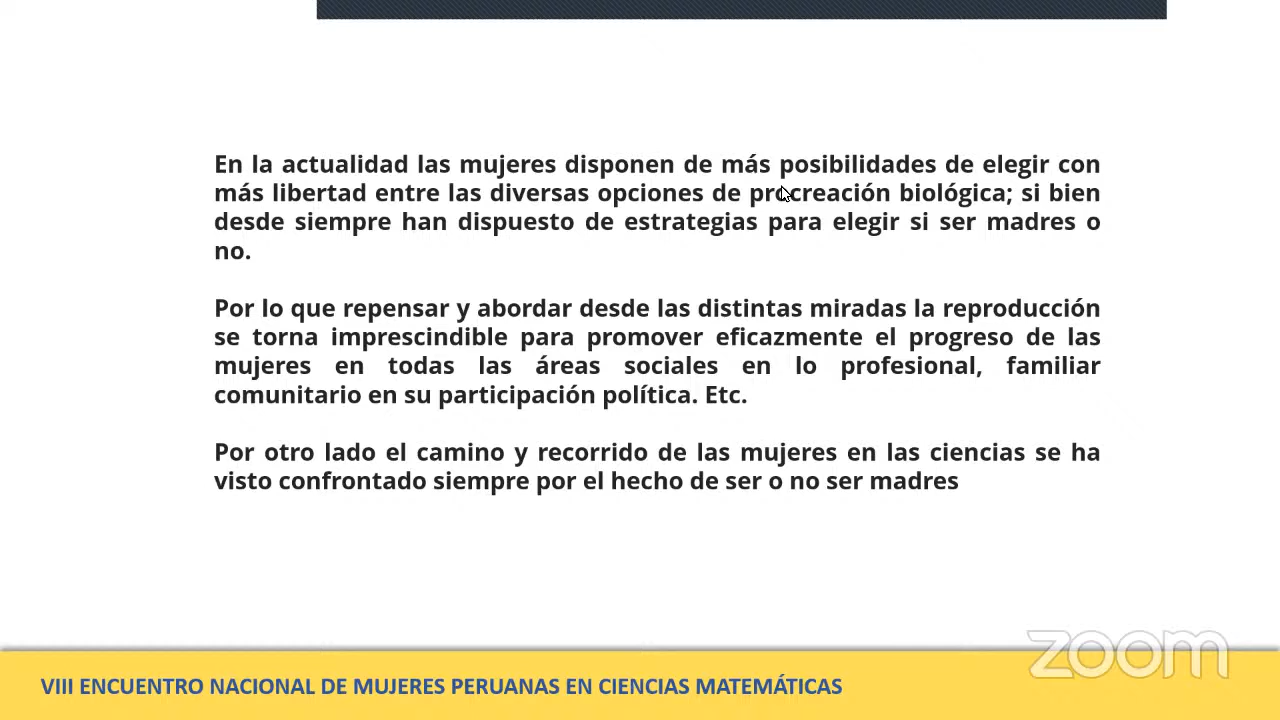 En la actualidad las mujeres disponen de más posibilidades de elegir con
más libertad entre las diversas opciones de procreación biológica; si bien
desde siempre han dispuesto de estrategias para elegir si ser madres o
no.
Por lo que repensar y abordar desde las distintas miradas la reproducción
se torna imprescindible para promover eficazmente el progreso de las
mujeres en todas las áreas sociales en lo profesional, familiar
comunitario en su participación política. Etc.
Por otro lado el camino y recorrido de las mujeres en las ciencias se ha
visto confrontado siempre por el hecho de ser o no ser madres
zoom
VIII ENCUENTRO NACIONAL DE MUJERES PERUANAS EN CIENCIAS MATEMÁTICAS